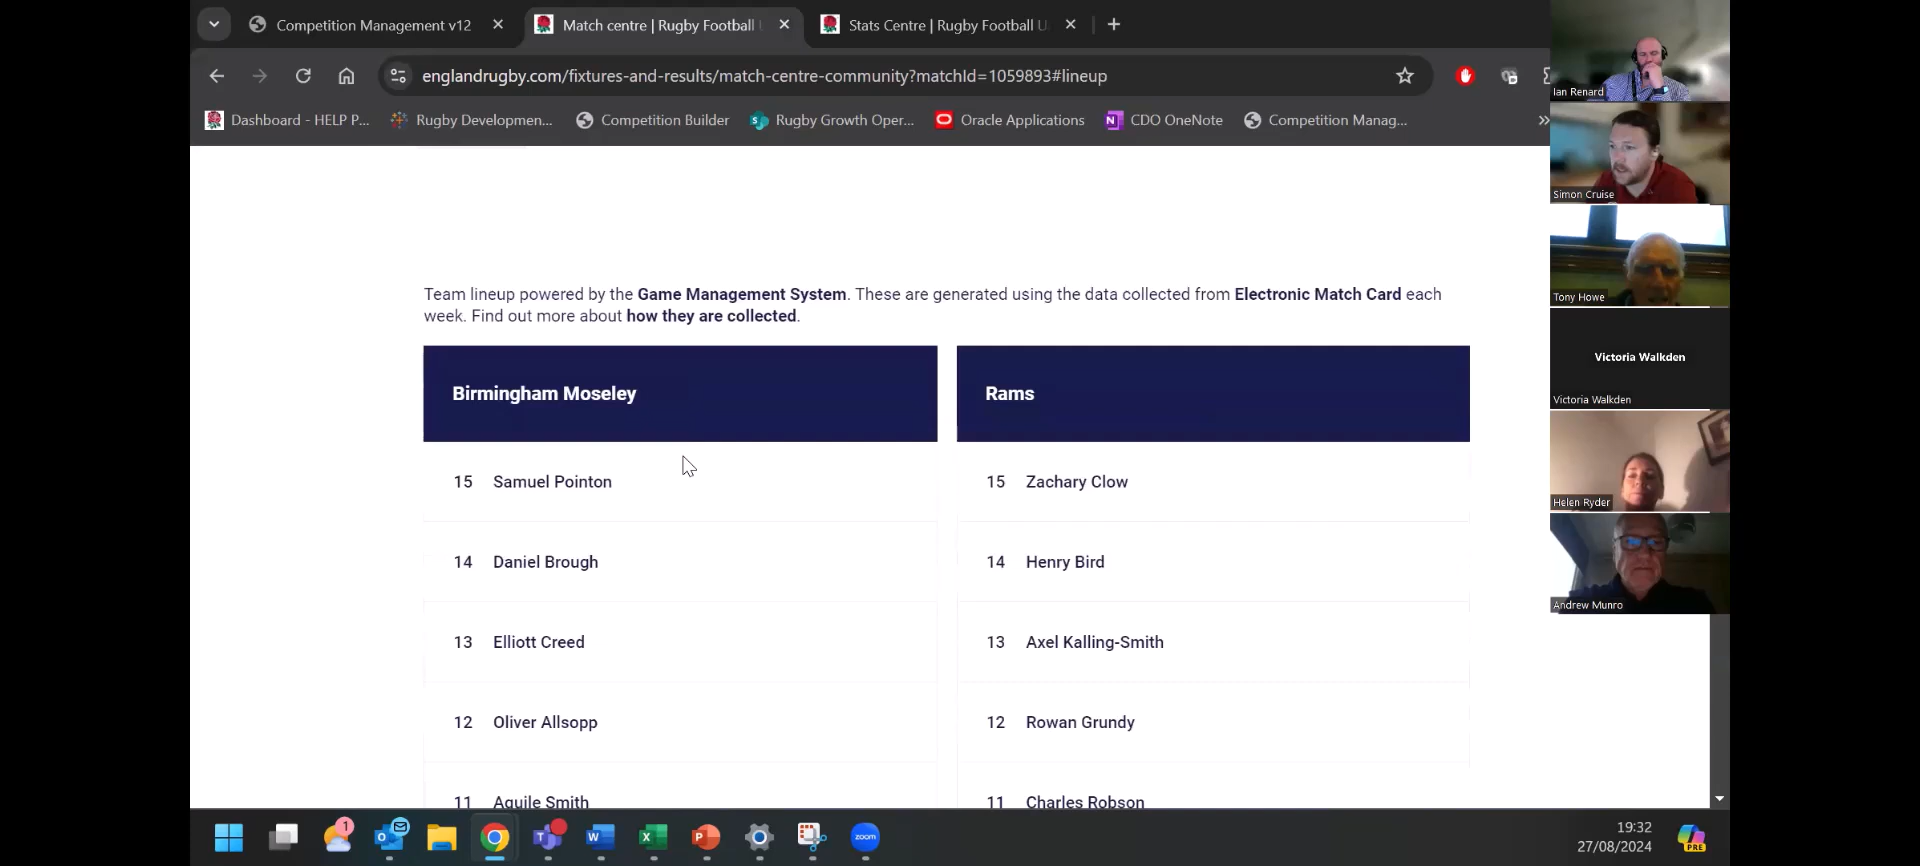 Competition Management v12
Match centre | Rugby Football
Stats Centre | Rugby Football U
englandrugby.com/fixtures-and-results/match-centre-community?matchId=1059893#lineup
Dashboard - HELP P...
Rugby Developmen...
Competition Builder
Rugby Growth Oper...
Oracle Applications
CDO OneNote
Competition Manag...
Team lineup powered by the Game Management System. These are generated using the data collected from Electronic Match Card each
week. Find out more about how they are collected.
Birmingham Moseley
15 Samuel Pointon
14 Daniel Brough
13 Elliott Creed
12 Oliver Allsopp
11 Aquile Smith
Rams
15 Zachary Clow
14 Henry Bird
13 Axel Kalling-Smith
12 Rowan Grundy
11 Charles Robson
Ian Renard
Simon Cruise
Tony Howe
Victoria Walkden
Victoria Walkden
Helen Ryder
Andrew Munro
1
zoom
19:32
27/08/2024
PRE